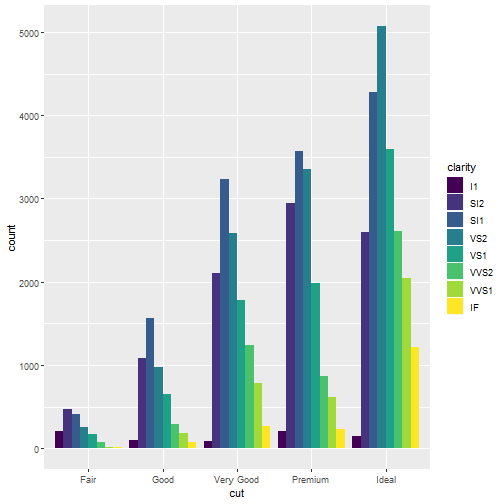 5000
4000
3000
2000
1000
0
count
Fair Good Very Good Premium Ideal
cut
clarity
I1
SI2
SI1
VS2
VS1
VVS2
VVS1
IF